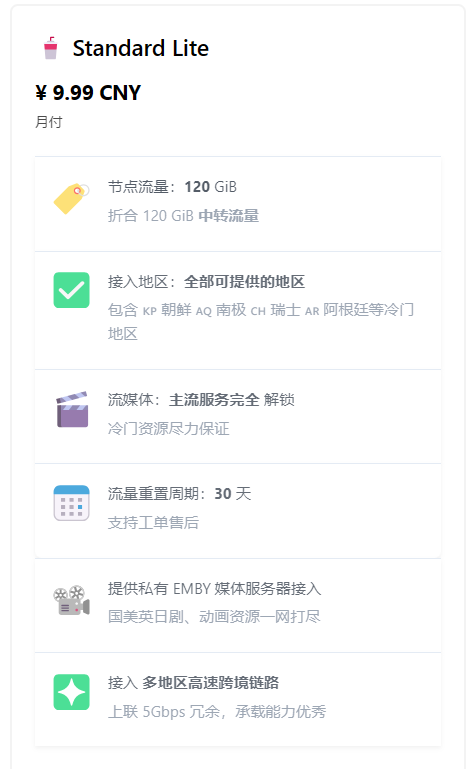 Standard Lite
¥ 9.99 CNY
月付
节点流量：120 GiB
折合 120 GiB 中转流量
接入地区：全部可提供的地区
包含 KP 朝鲜 AQ 南极 CH 瑞士 AR 阿根廷等冷门
地区
流媒体：主流服务完全 解锁
冷门资源尽力保证
流量重置周期：30 天
支持工单售后
提供私有 EMBY 媒体服务器接入
国美英日剧、动画资源一网打尽
接入 多地区高速跨境链路
上联 5Gbps 冗余，承载能力优秀